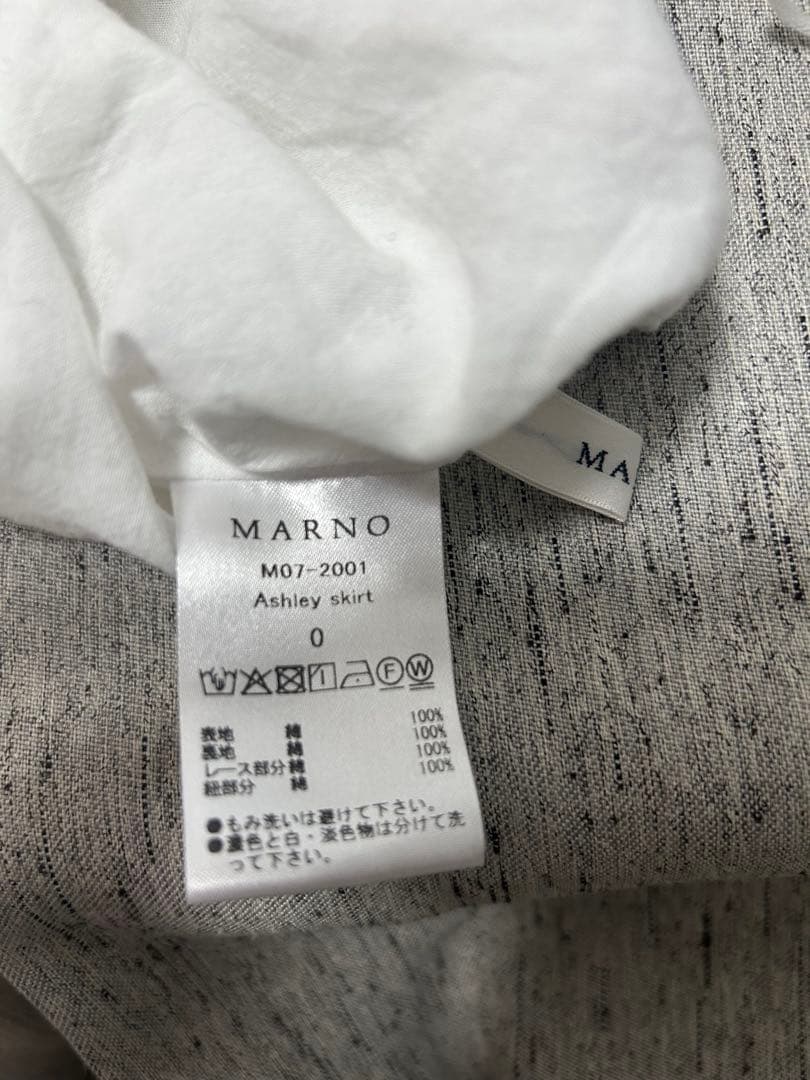 MA
MARNO
M07-2001
Ashley skirt
0
F W
表地 綿 100%
裏地 綿 100%
レース部分 綿 100%
紐部分 綿 100%
●もみ洗いは避けて下さい。
●濃色と白・淡色物は分けて洗
って下さい。